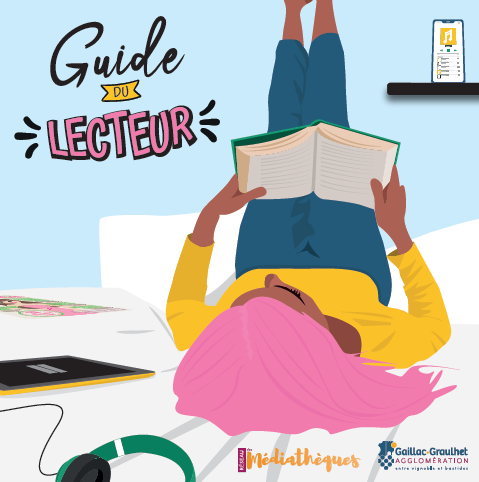 Guide
DU
LECTEUR
Réseau Médiathèques
Gaillac•Graulhet
AGGLOMÉRATION
entre vignobles et bastides